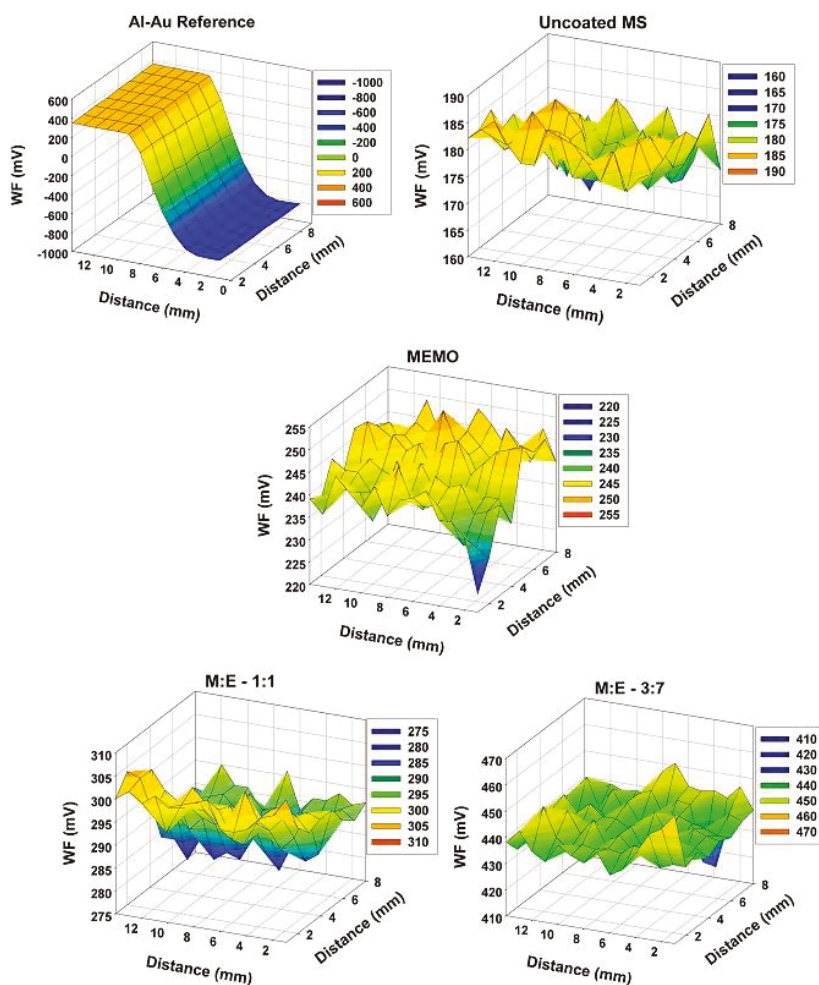 Al-Au Reference
600
400
200
0
-200
-400
-600
-800
-1000
WF (mV)
12 10 8 6 4 2 0
Distance (mm)
2 4 6 8
Distance (mm)
-1000
-800
-600
-400
-200
0
200
400
600
Uncoated MS
190
185
180
175
170
165
160
WF (mV)
12 10 8 6 4 2
Distance (mm)
2 4 6 8
Distance (mm)
160
165
170
175
180
185
190
MEMO
255
250
245
240
235
230
225
220
WF (mV)
12 10 8 6 4 2
Distance (mm)
2 4 6 8
Distance (mm)
220
225
230
235
240
245
250
255
M:E - 1:1
310
305
300
295
290
285
280
275
WF (mV)
12 10 8 6 4 2
Distance (mm)
2 4 6 8
Distance (mm)
275
280
285
290
295
300
305
310
M:E - 3:7
470
460
450
440
430
420
410
WF (mV)
12 10 8 6 4 2
Distance (mm)
2 4 6 8
Distance (mm)
410
420
430
440
450
460
470